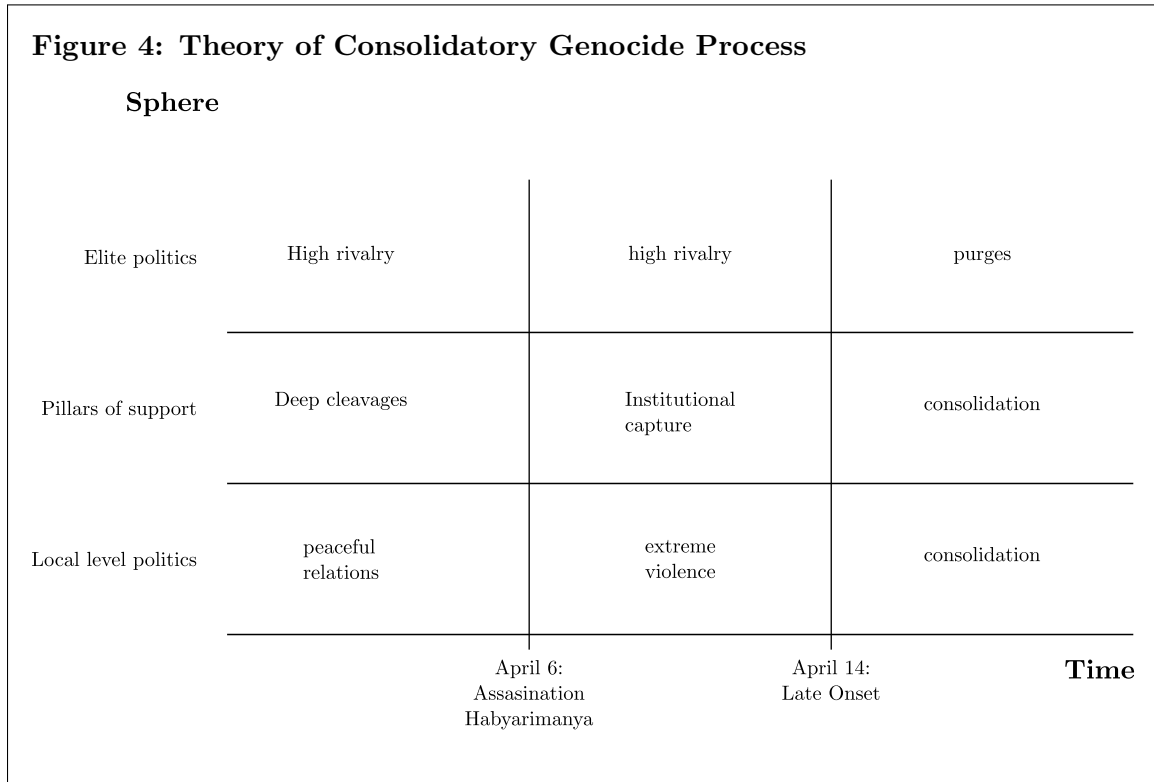 Figure 4: Theory of Consolidatory Genocide Process
Sphere
Elite politics
High rivalry
high rivalry
purges
Pillars of support
Deep cleavages
Institutional
capture
consolidation
Local level politics
peaceful
relations
extreme
violence
consolidation
April 6:
Assasination
Habyarimanya
April 14:
Late Onset
Time